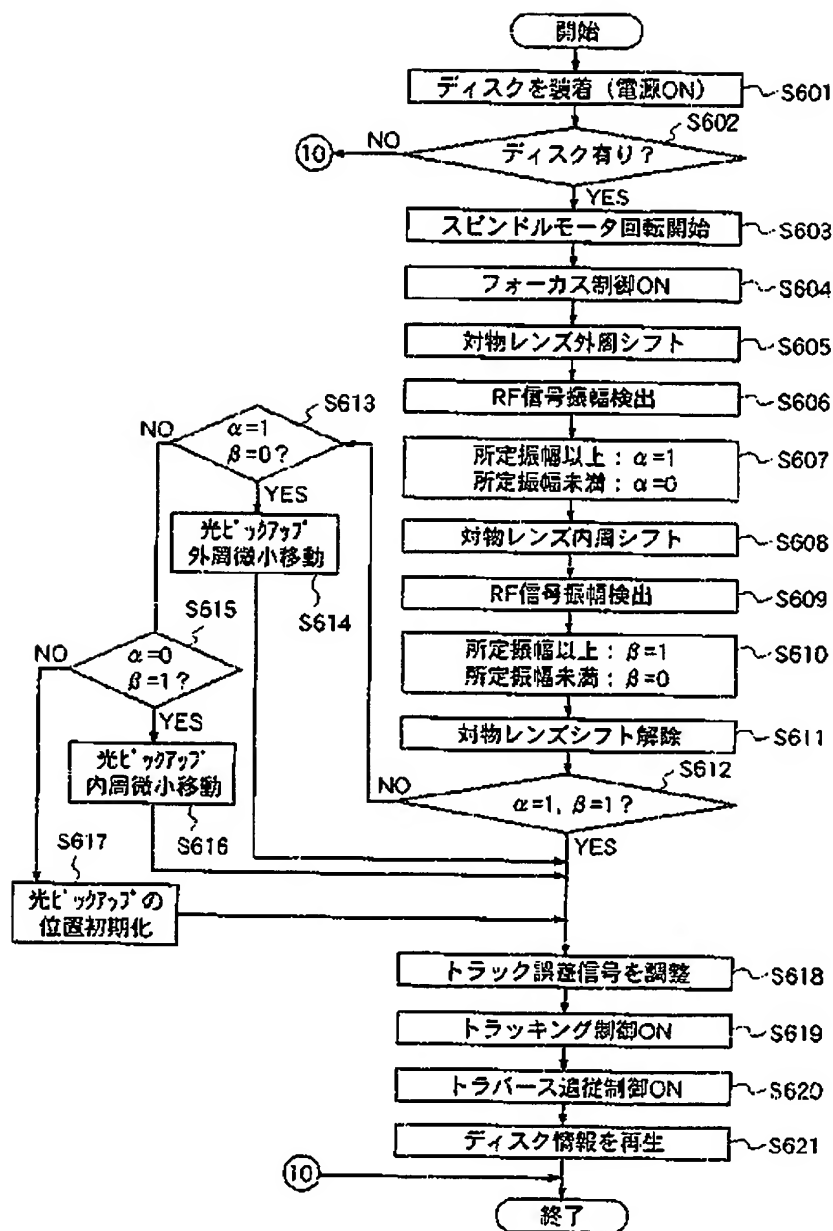 開始
ディスクを装着（電源ON） S601
S602
ディスク有り？
NO
10
YES
スピンドルモータ回転開始 S603
フォーカス制御ON S604
対物レンズ外周シフト S605
RF信号振幅検出 S606
所定振幅以上：α=1
所定振幅未満：α=0
S607
対物レンズ内周シフト S608
RF信号振幅検出 S609
所定振幅以上：β=1
所定振幅未満：β=0
S610
対物レンズシフト解除 S611
S612
α=1, β=1？
NO
YES
S613
α=1
β=0？
NO
YES
光ピックアップ
外周微小移動
S614
S615
α=0
β=1？
NO
YES
光ピックアップ
内周微小移動
S616
S617
光ピックアップの
位置初期化
トラック誤差信号を調整 S618
トラッキング制御ON S619
トラバース追従制御ON S620
ディスク情報を再生 S621
10
終了